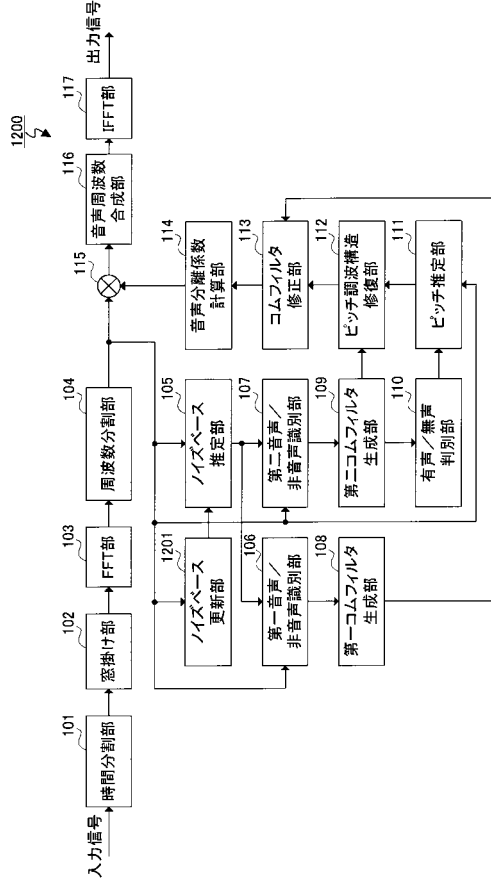 1200
入力信号
101
時間分割部
102
窓掛け部
103
FFT部
104
周波数分割部
115
116
音声周波数
合成部
117
IFFT部
出力信号
1201
ノイズベース
更新部
105
ノイズベース
推定部
114
音声分離係数
計算部
106
第一音声/
非音声識別部
107
第二音声/
非音声識別部
113
コムフィルタ
修正部
108
第一コムフィルタ
生成部
109
第二コムフィルタ
生成部
112
ピッチ調波構造
修復部
110
有声/無声
判別部
111
ピッチ推定部